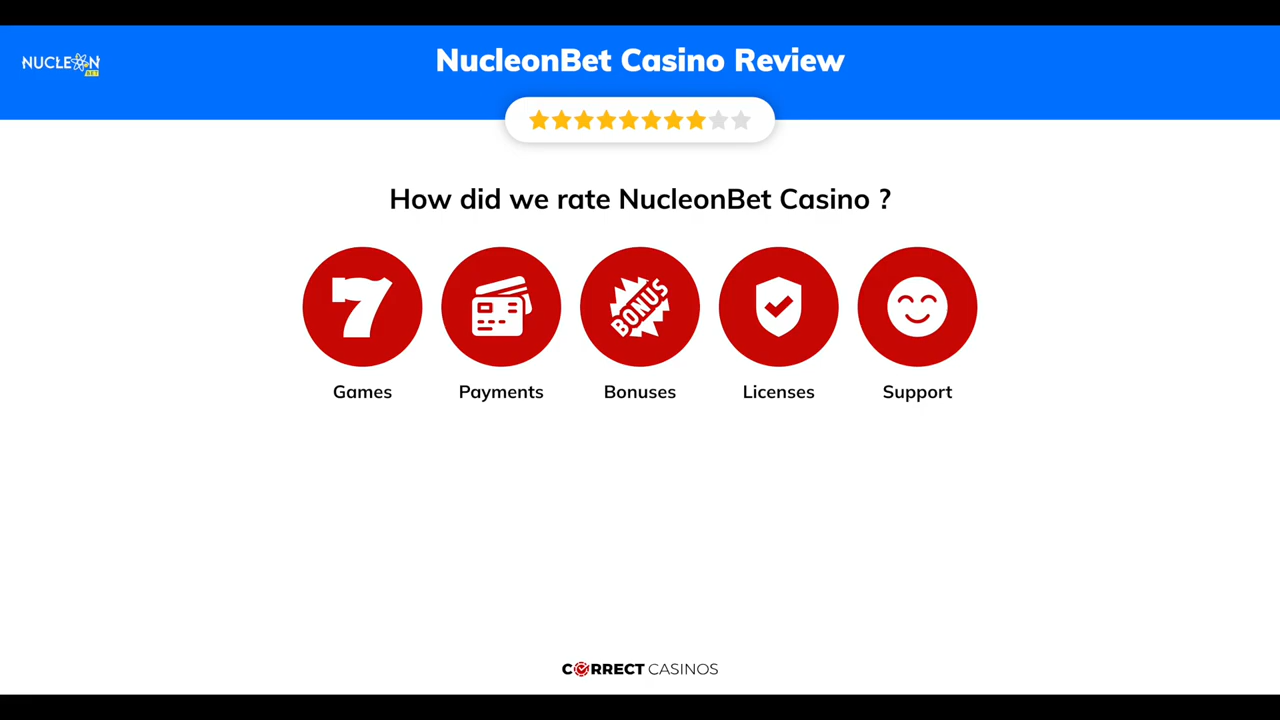 NUCLEON
BET
NucleonBet Casino Review
How did we rate NucleonBet Casino ?
7
BONUS
Games
Payments
Bonuses
Licenses
Support
CORRECT CASINOS